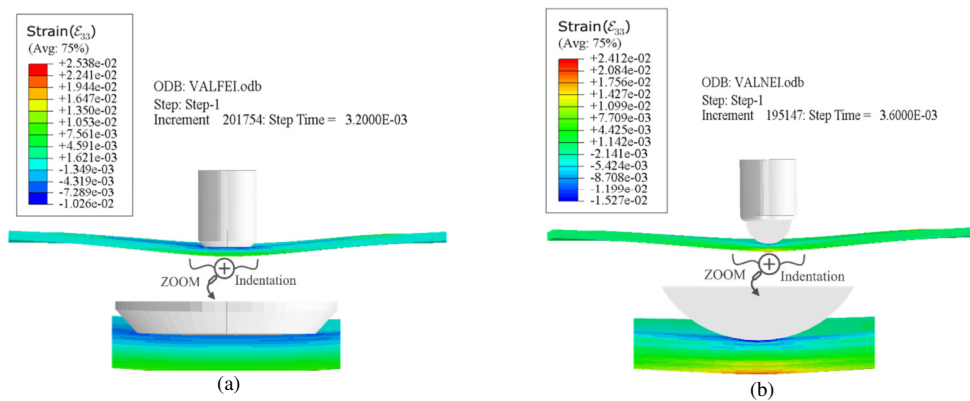 Strain(ℰ33)
(Avg: 75%)
+2.538e-02
+2.241e-02
+1.944e-02
+1.647e-02
+1.350e-02
+1.053e-02
+7.561e-03
+4.591e-03
+1.621e-03
-1.349e-03
-4.319e-03
-7.289e-03
-1.026e-02
ODB: VALFEI.odb
Step: Step-1
Increment 201754: Step Time = 3.2000E-03
ZOOM
Indentation
(a)
Strain(ℰ33)
(Avg: 75%)
+2.412e-02
+2.084e-02
+1.756e-02
+1.427e-02
+1.099e-02
+7.709e-03
+4.425e-03
+1.142e-03
-2.141e-03
-5.424e-03
-8.708e-03
-1.199e-02
-1.527e-02
ODB: VALNEI.odb
Step: Step-1
Increment 195147: Step Time = 3.6000E-03
ZOOM
Indentation
(b)